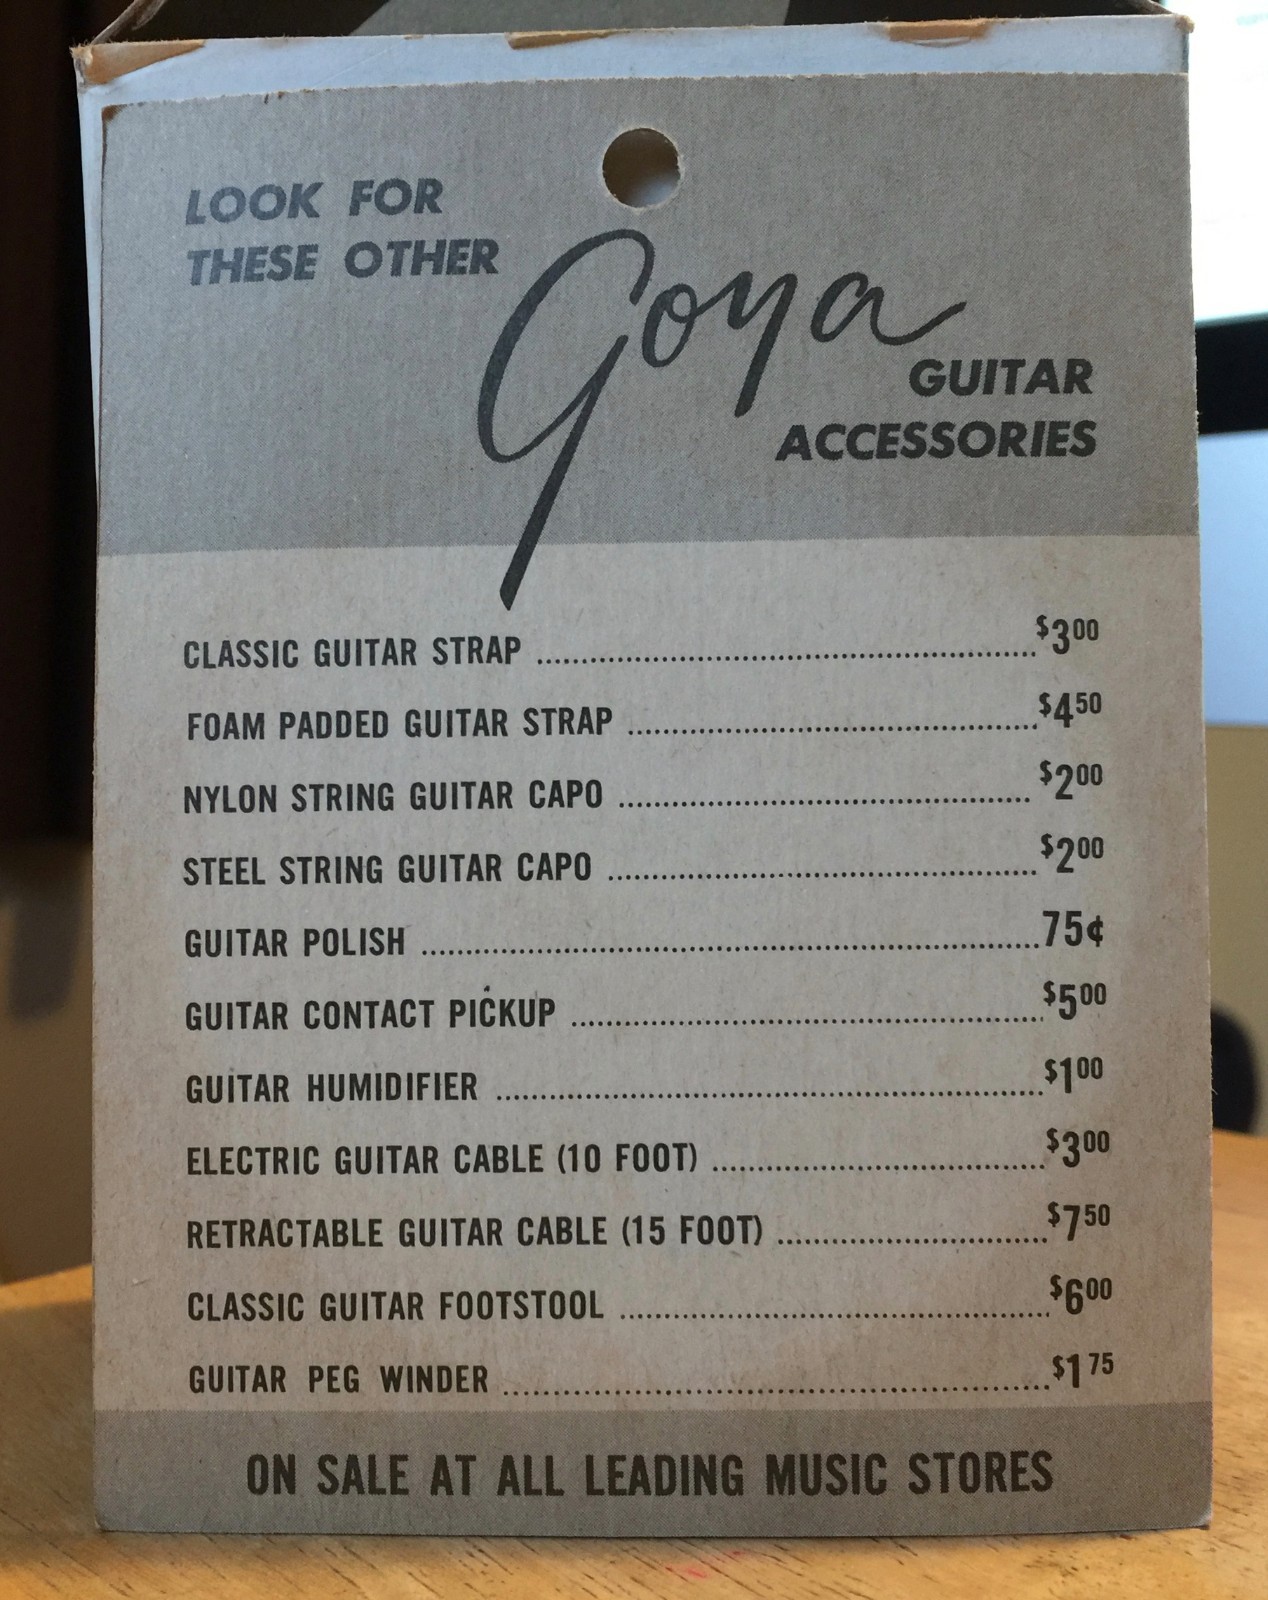 LOOK FOR
THESE OTHER
Goya
GUITAR
ACCESSORIES
CLASSIC GUITAR STRAP ........................................................ $3.00
FOAM PADDED GUITAR STRAP .............................................. $4.50
NYLON STRING GUITAR CAPO .............................................. $2.00
STEEL STRING GUITAR CAPO ................................................ $2.00
GUITAR POLISH ..................................................................... 75¢
GUITAR CONTACT PICKUP ..................................................... $5.00
GUITAR HUMIDIFIER ............................................................. $1.00
ELECTRIC GUITAR CABLE (10 FOOT) ..................................... $3.00
RETRACTABLE GUITAR CABLE (15 FOOT) .............................. $7.50
CLASSIC GUITAR FOOTSTOOL ................................................ $6.00
GUITAR PEG WINDER ............................................................. $1.75
ON SALE AT ALL LEADING MUSIC STORES